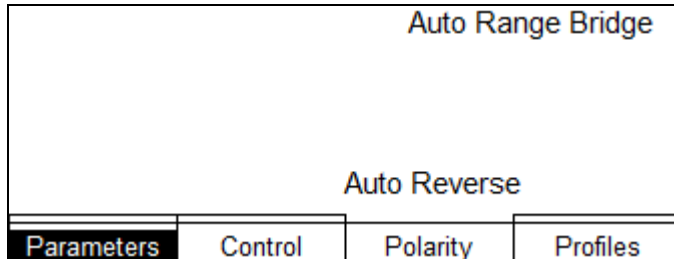 Auto Range Bridge
Auto Reverse
Parameters Control Polarity Profiles